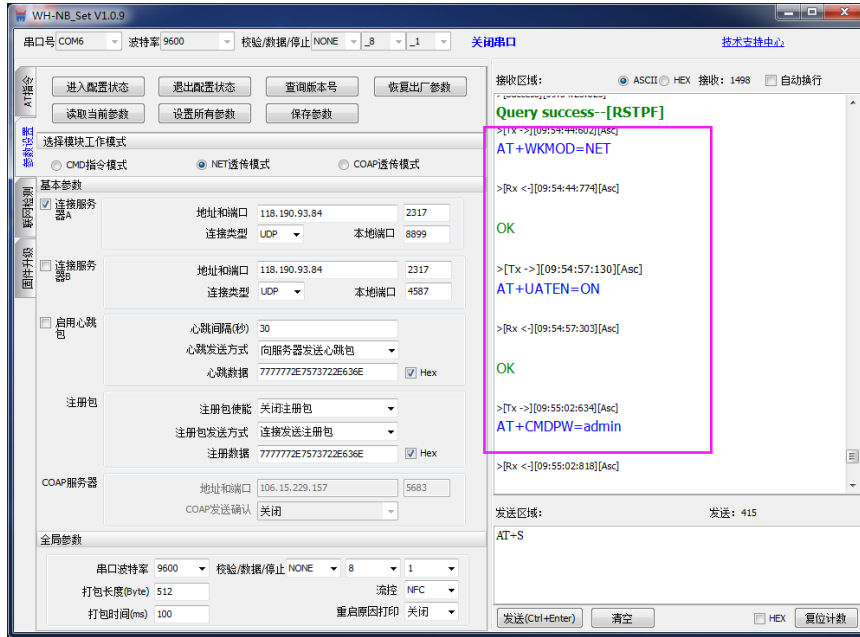 WH-NB_Set V1.0.9
串口号 COM6 波特率 9600 校验/数据/停止 NONE _8 _1 关闭串口 技术支持中心
AT指令
参数设置
联网检测
固件升级
进入配置状态 退出配置状态 查询版本号 恢复出厂参数
读取当前参数 设置所有参数 保存参数
选择模块工作模式
CMD指令模式 NET透传模式 COAP透传模式
基本参数
连接服务器A
地址和端口 118.190.93.84 2317
连接类型 UDP 本地端口 8899
连接服务器B
地址和端口 118.190.93.84 2317
连接类型 UDP 本地端口 4587
启用心跳包
心跳间隔(秒) 30
心跳发送方式 向服务器发送心跳包
心跳数据 7777772E7573722E636E Hex
注册包
注册包使能 关闭注册包
注册包发送方式 连接发送注册包
注册数据 7777772E7573722E636E Hex
COAP服务器
地址和端口 106.15.229.157 5683
COAP发送确认 关闭
全局参数
串口波特率 9600 校验/数据/停止 NONE 8 1
打包长度(Byte) 512 流控 NFC
打包时间(ms) 100 重启原因打印 关闭
接收区域: ASCII HEX 接收: 1498 自动换行
Query success--[RSTPF]
>[Tx ->][09:54:44:602][Asc]
AT+WKMOD=NET
>[Rx <-][09:54:44:774][Asc]
OK
>[Tx ->][09:54:57:130][Asc]
AT+UATEN=ON
>[Rx <-][09:54:57:303][Asc]
OK
>[Tx ->][09:55:02:634][Asc]
AT+CMDPW=admin
>[Rx <-][09:55:02:818][Asc]
发送区域: 发送: 415
AT+S
发送(Ctrl+Enter) 清空 HEX 复位计数